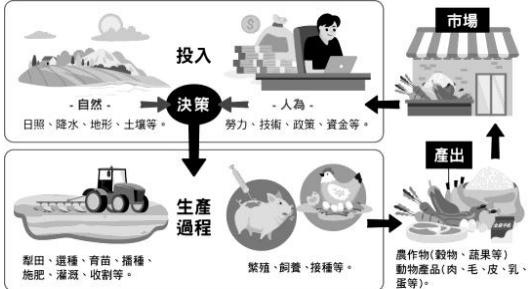 市場
投入
- 自然 -
決策
- 人為 -
日照、降水、地形、土壤等。
勞力、技術、政策、資金等。
產出
生產
過程
犁田、選種、育苗、播種、
施肥、灌溉、收割等。
繁殖、飼養、接種等。
農作物(穀物、蔬果等)
動物產品(肉、毛、皮、乳、
蛋等)。